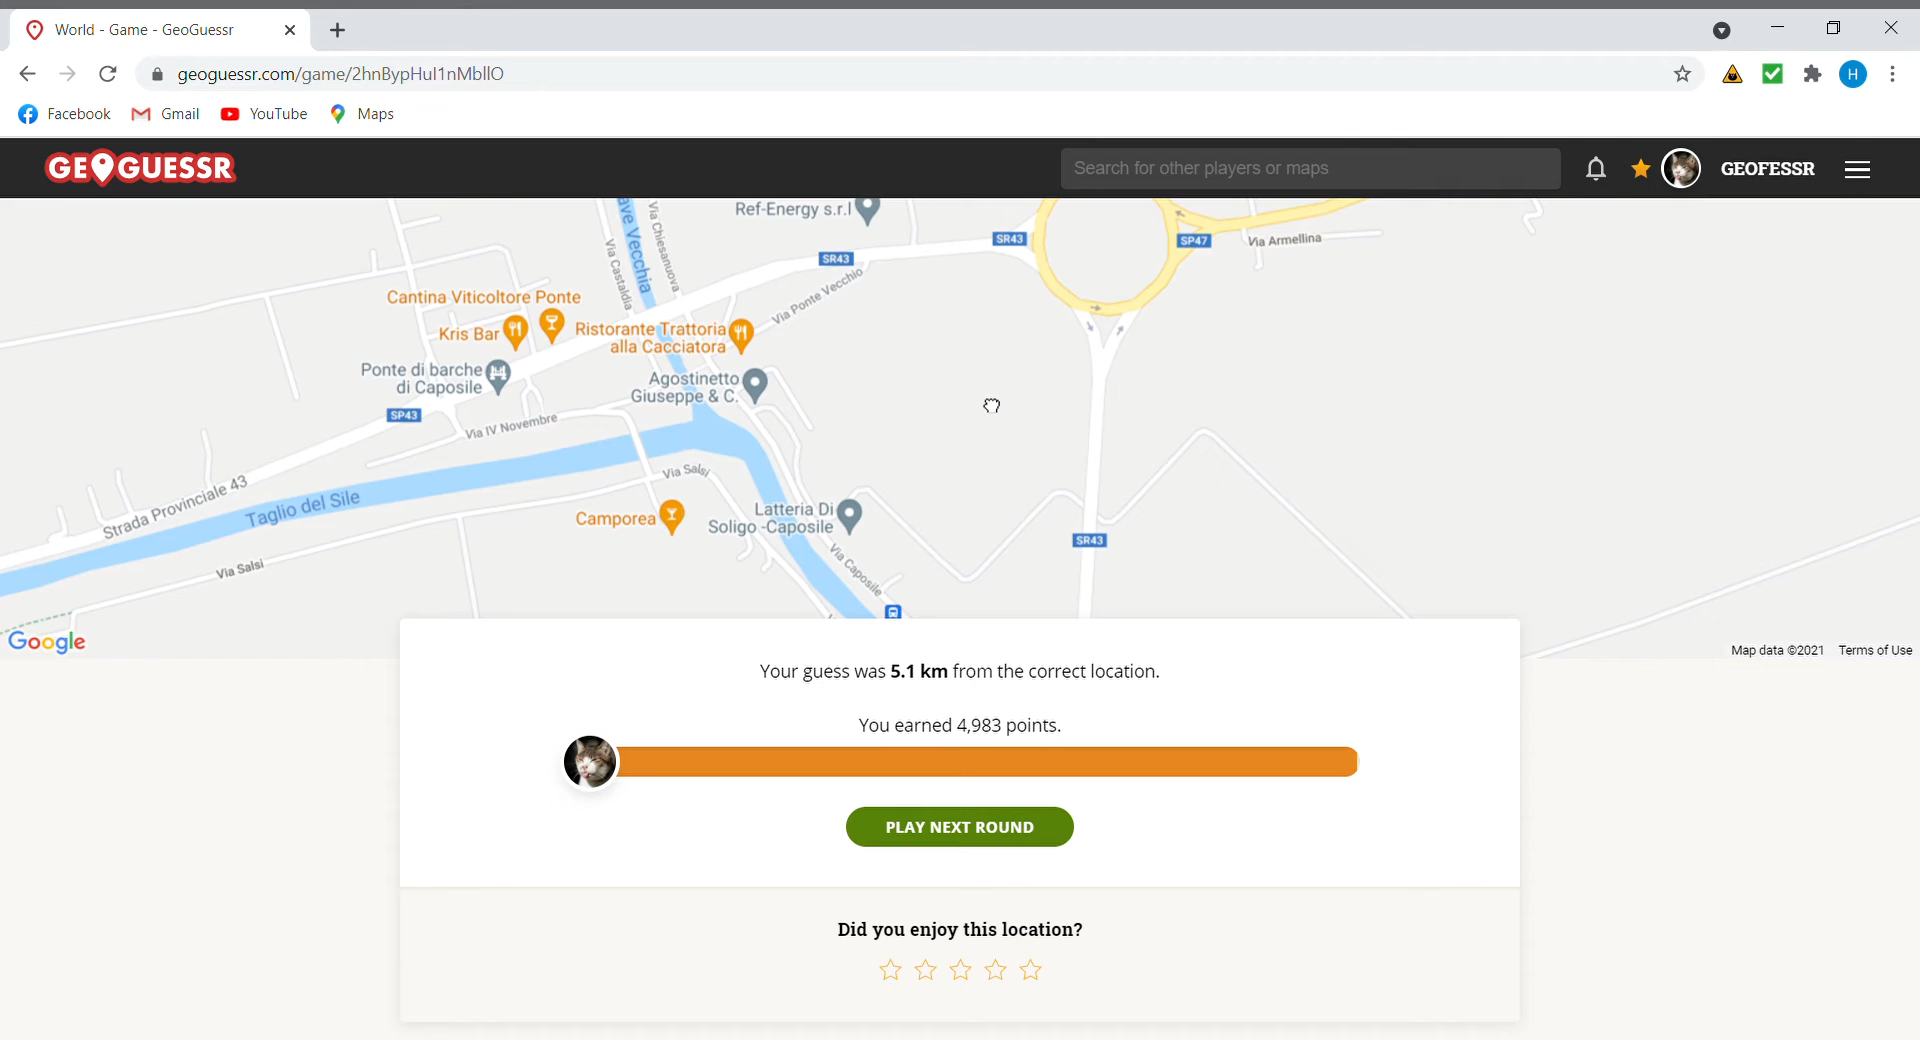 World - Game - GeoGuessr
geoguessr.com/game/2hnBypHul1nMbllO
H
Facebook
Gmail
YouTube
Maps
GEOGUESSR
Search for other players or maps
GEOFESSR
Ref-Energy s.r.l
ave Vecchia
Via Chiesanuova
Via Castaldia
SR43
SP47
Via Armellina
SR43
Via Ponte Vecchio
Cantina Viticoltore Ponte
Kris Bar
Ristorante Trattoria
alla Cacciatora
Ponte di barche
di Caposile
Agostinetto
Giuseppe & C.
SP43
Via IV Novembre
Via Salsi
Strada Provinciale 43
Taglio del Sile
Camporea
Latteria Di
Soligo -Caposile
SR43
Via Salsi
Via Caposile
Google
Map data ©2021
Terms of Use
Your guess was 5.1 km from the correct location.
You earned 4,983 points.
PLAY NEXT ROUND
Did you enjoy this location?